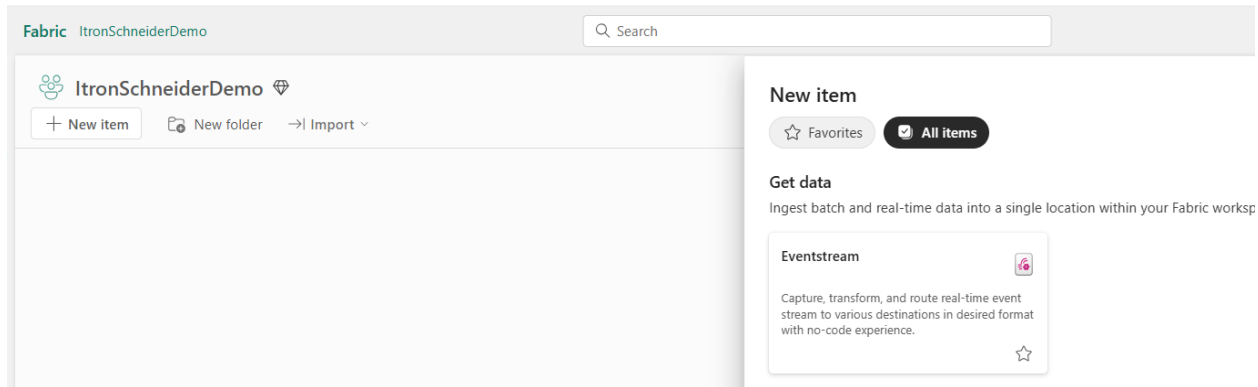 Fabric ItronSchneiderDemo
Search
ItronSchneiderDemo
New item New folder Import
New item
Favorites All items
Get data
Ingest batch and real-time data into a single location within your Fabric
Eventstream
Capture, transform, and route real-time event
stream to various destinations in desired format
with no-code experience.